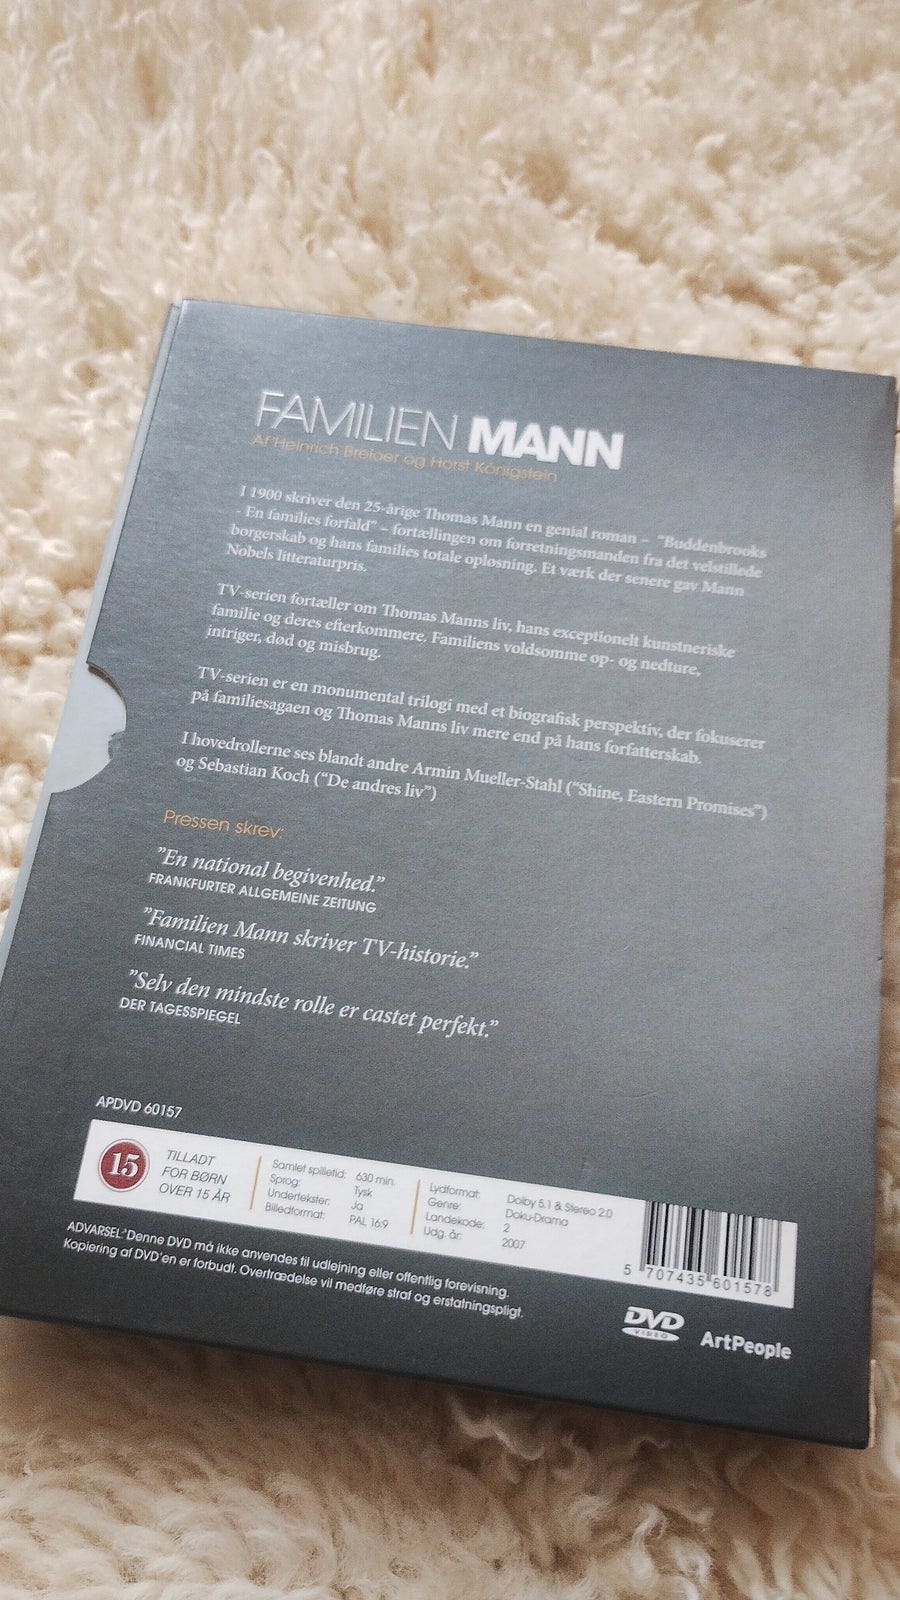 FAMILIEN MANN
Af Heinrich Breloer og Horst Königstein
I 1900 skriver den 25-årige Thomas Mann en genial roman – "Buddenbrooks
- En families forfald" – fortællingen om forretningsmanden fra det velstillede
borgerskab og hans families totale opløsning. Et værk der senere gav Mann
Nobels litteraturpris.
TV-serien fortæller om Thomas Manns liv, hans exceptionelt kunstneriske
familie og deres efterkommere. Familiens voldsomme op- og nedture,
intriger, død og misbrug.
TV-serien er en monumental trilogi med et biografisk perspektiv, der fokuserer
på familiesagaen og Thomas Manns liv mere end på hans forfatterskab.
I hovedrollerne ses blandt andre Armin Mueller-Stahl ("Shine, Eastern Promises")
og Sebastian Koch ("De andres liv")
Pressen skrev:
"En national begivenhed."
FRANKFURTER ALLGEMEINE ZEITUNG
"Familien Mann skriver TV-historie."
FINANCIAL TIMES
"Selv den mindste rolle er castet perfekt."
DER TAGESSPIEGEL
APDVD 60157
15
TILLADT
FOR BØRN
OVER 15 ÅR
Samlet spilletid: 630 min.
Sprog: Tysk
Undertekster: Ja
Billedformat: PAL 16:9
Lydformat: Dolby 5.1 & Stereo 2.0
Genre: Doku-Drama
Landekode: 2
Udg. år: 2007
5 707435 601578
ADVARSEL: Denne DVD må ikke anvendes til udlejning eller offentlig forevisning.
Kopiering af DVD'en er forbudt. Overtrædelse vil medføre straf og erstatningspligt.
DVD
VIDEO
ArtPeople